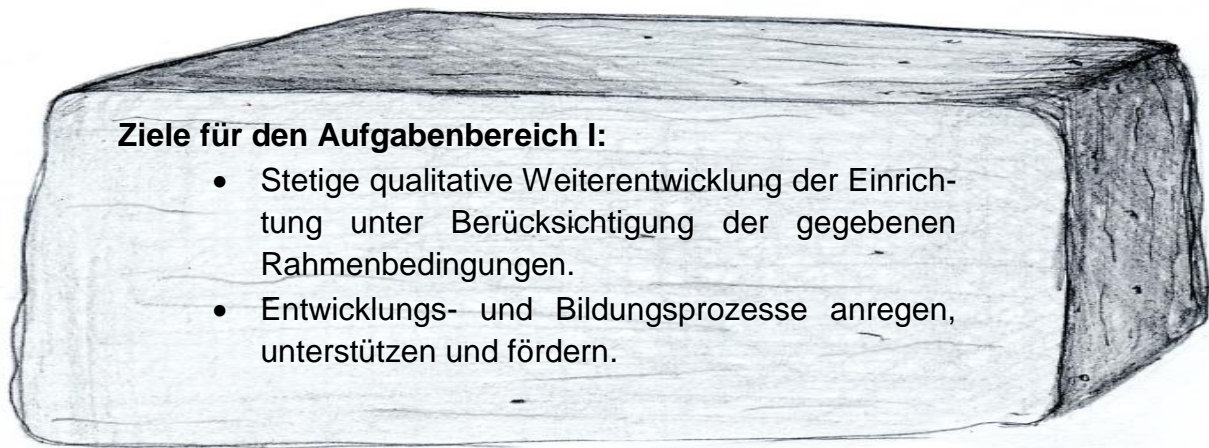 Ziele für den Aufgabenbereich I:
• Stetige qualitative Weiterentwicklung der Einrich-
tung unter Berücksichtigung der gegebenen
Rahmenbedingungen.
• Entwicklungs- und Bildungsprozesse anregen,
unterstützen und fördern.